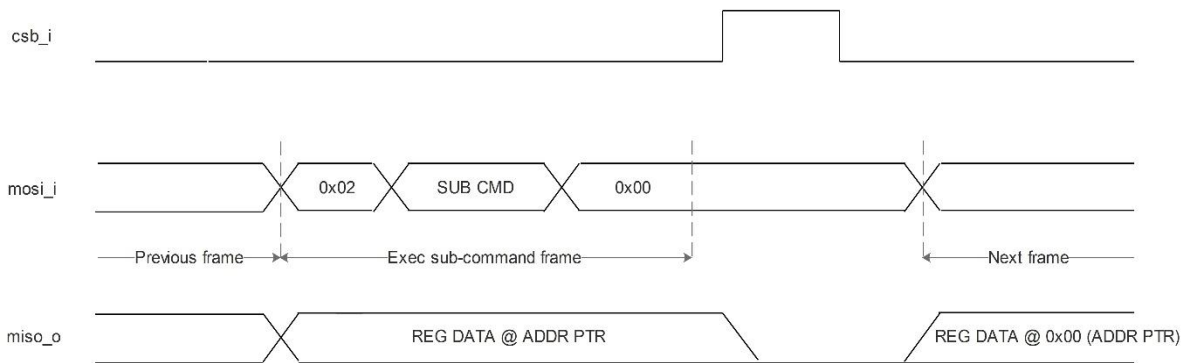 csb_i
mosi_i
0x02
SUB CMD
0x00
Previous frame
Exec sub-command frame
Next frame
miso_o
REG DATA @ ADDR PTR
REG DATA @ 0x00 (ADDR PTR)